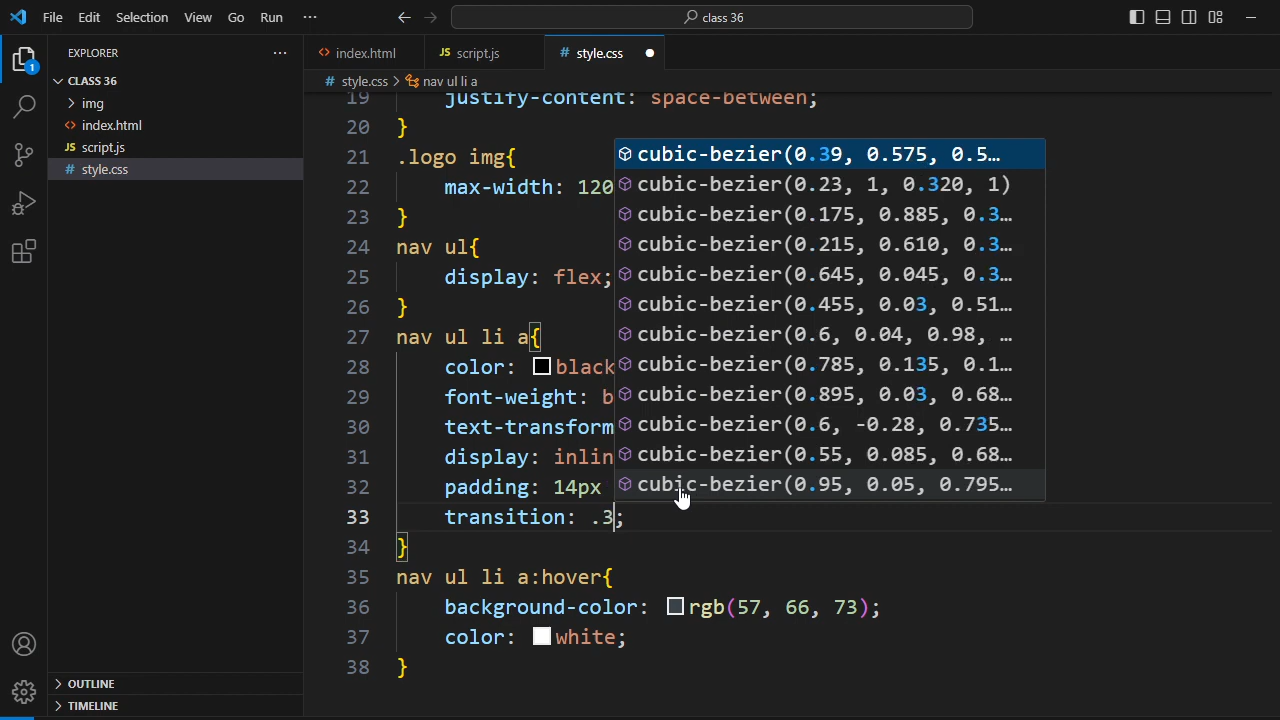 File Edit Selection View Go Run ···
class 36
EXPLORER ···
1
CLASS 36
img
index.html
JS script.js
# style.css
OUTLINE
TIMELINE
index.html
JS script.js
# style.css
# style.css > nav ul li a
19 justify-content: space-between;
20 }
21 .logo img{
22 max-width: 120
23 }
24 nav ul{
25 display: flex;
26 }
27 nav ul li a{
28 color: black
29 font-weight: b
30 text-transform
31 display: inlin
32 padding: 14px
33 transition: .3;
34 }
35 nav ul li a:hover{
36 background-color: rgb(57, 66, 73);
37 color: white;
38 }
cubic-bezier(0.39, 0.575, 0.5…
cubic-bezier(0.23, 1, 0.320, 1)
cubic-bezier(0.175, 0.885, 0.3…
cubic-bezier(0.215, 0.610, 0.3…
cubic-bezier(0.645, 0.045, 0.3…
cubic-bezier(0.455, 0.03, 0.51…
cubic-bezier(0.6, 0.04, 0.98, …
cubic-bezier(0.785, 0.135, 0.1…
cubic-bezier(0.895, 0.03, 0.68…
cubic-bezier(0.6, -0.28, 0.735…
cubic-bezier(0.55, 0.085, 0.68…
cubic-bezier(0.95, 0.05, 0.795…